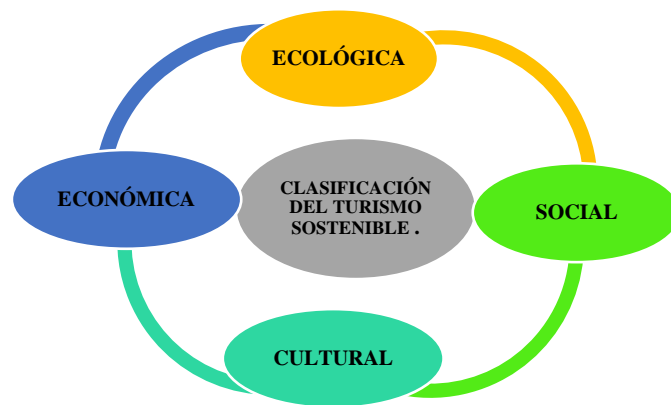 ECOLÓGICA
ECONÓMICA
CLASIFICACIÓN
DEL TURISMO
SOSTENIBLE .
SOCIAL
CULTURAL